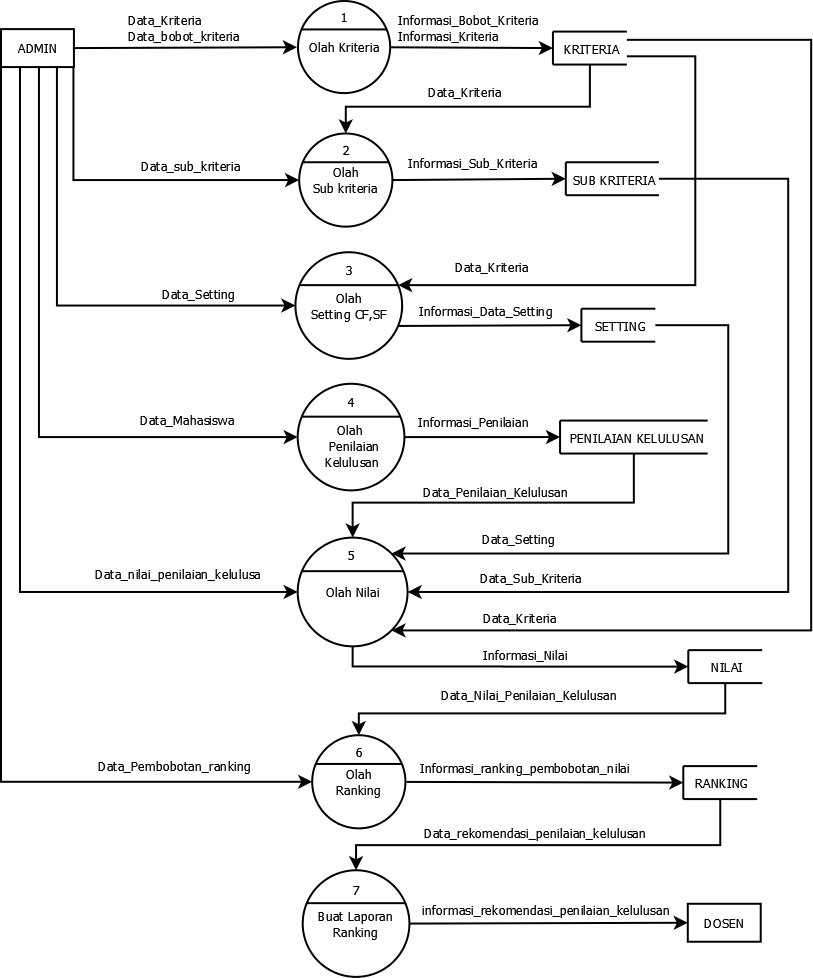 1
Data_Kriteria
Informasi_Bobot_Kriteria
Data_bobot_kriteria
Informasi_Kriteria
ADMIN
Olah Kriteria
KRITERIA
Data_Kriteria
2
Data_sub_kriteria
Informasi_Sub_Kriteria
Olah
Sub kriteria
SUB KRITERIA
3
Data_Kriteria
Data_Setting
Olah
Setting CF,SF
Informasi_Data_Setting
SETTING
4
Data_Mahasiswa
Informasi_Penilaian
Olah
Penilaian
Kelulusan
PENILAIAN KELULUSAN
Data_Penilaian_Kelulusan
Data_Setting
5
Data_nilai_penilaian_kelulusa
Data_Sub_Kriteria
Olah Nilai
Data_Kriteria
Informasi_Nilai
NILAI
Data_Nilai_Penilaian_Kelulusan
6
Data_Pembobotan_ranking
Informasi_ranking_pembobotan_nilai
Olah
Ranking
RANKING
Data_rekomendasi_penilaian_kelulusan
7
informasi_rekomendasi_penilaian_kelulusan
Buat Laporan
Ranking
DOSEN